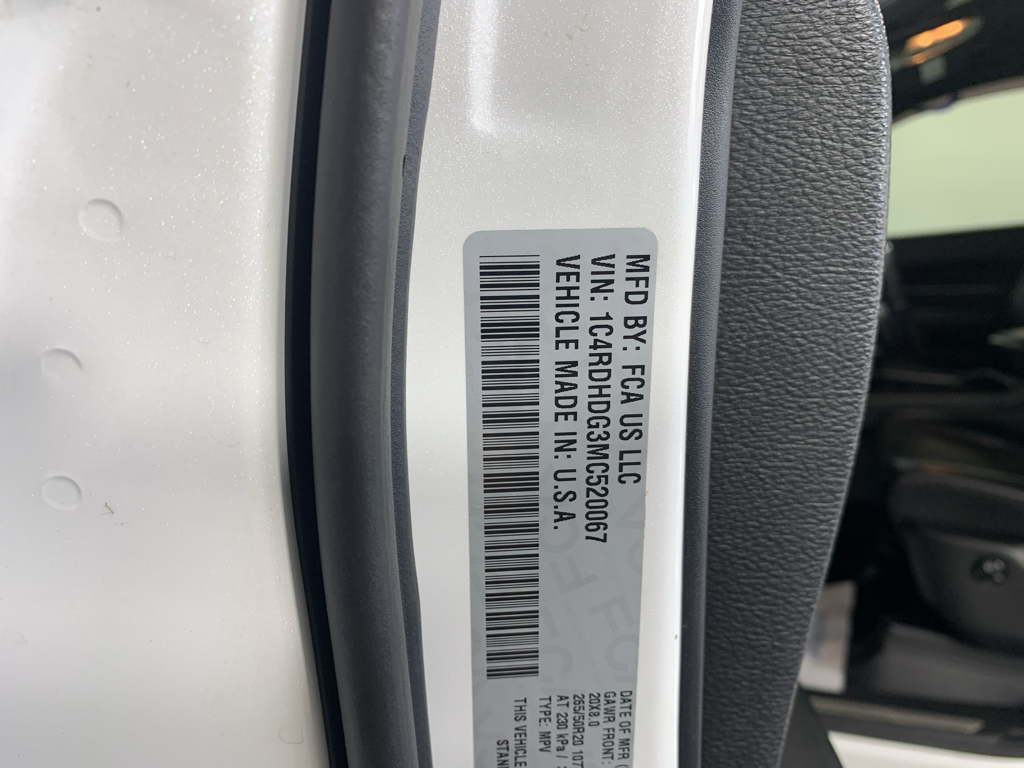 MFD BY: FCA US LLC
VIN: 1C4RDHDG3MC520067
VEHICLE MADE IN: U.S.A.
DATE OF MFR
GAWR FRONT:
20X8.0
265/50R20 107
AT 230 kPa /
TYPE: MPV
THIS VEHICLE